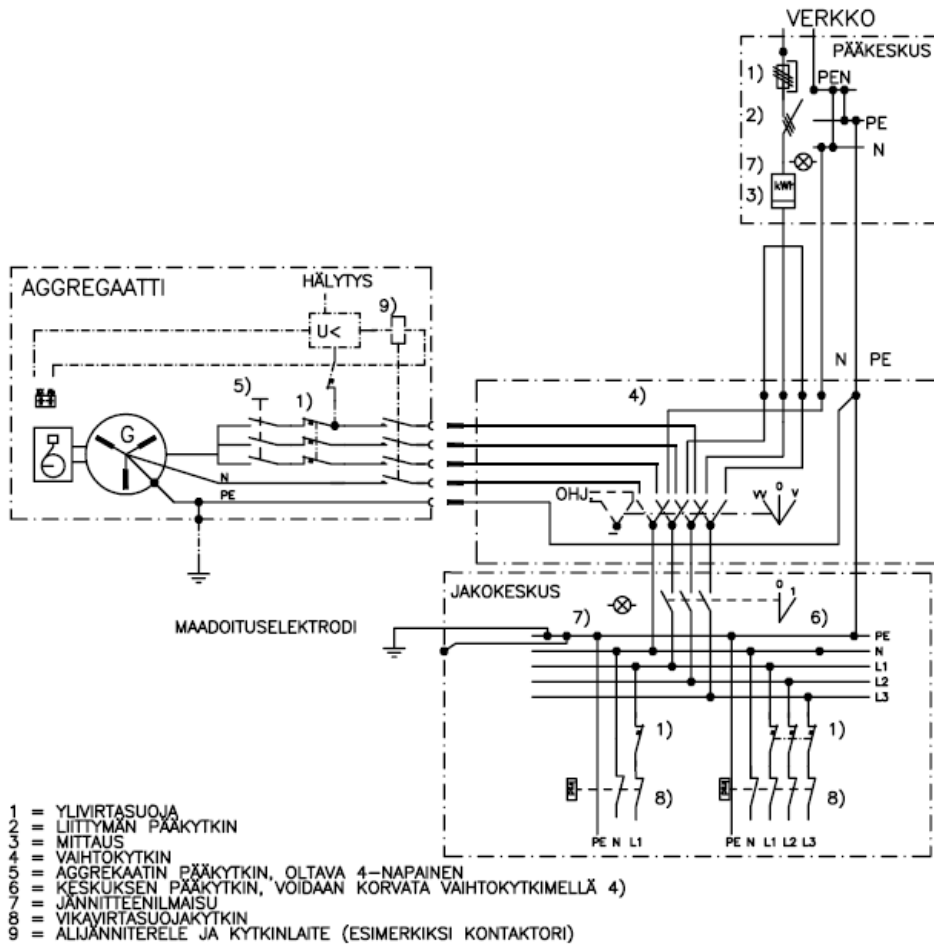 VERKKO
PÄÄKESKUS
1)
PEN
2)
PE
N
7)
3)
kWh
AGGREGAATTI
HÄLYTYS
9)
U<
5)
1)
G
N
PE
N PE
4)
OHJ
VV 0 V
JAKOKESKUS
0
1
7)
6)
MAADOITUSELEKTRODI
PE
N
L1
L2
L3
1)
1)
8)
8)
PE N L1
PE N L1 L2 L3
1 = YLIVIRTASUOJA
2 = LIITTYMÄN PÄÄKYTKIN
3 = MITTAUS
4 = VAIHTOKYTKIN
5 = AGGREKAATIN PÄÄKYTKIN, OLTAVA 4-NAPAINEN
6 = KESKUKSEN PÄÄKYTKIN, VOIDAAN KORVATA VAIHTOKYTKIMELLÄ 4)
7 = JÄNNITTEENILMAISU
8 = VIKAVIRTASUOJAKYTKIN
9 = ALIJÄNNITERELE JA KYTKINLAITE (ESIMERKIKSI KONTAKTORI)